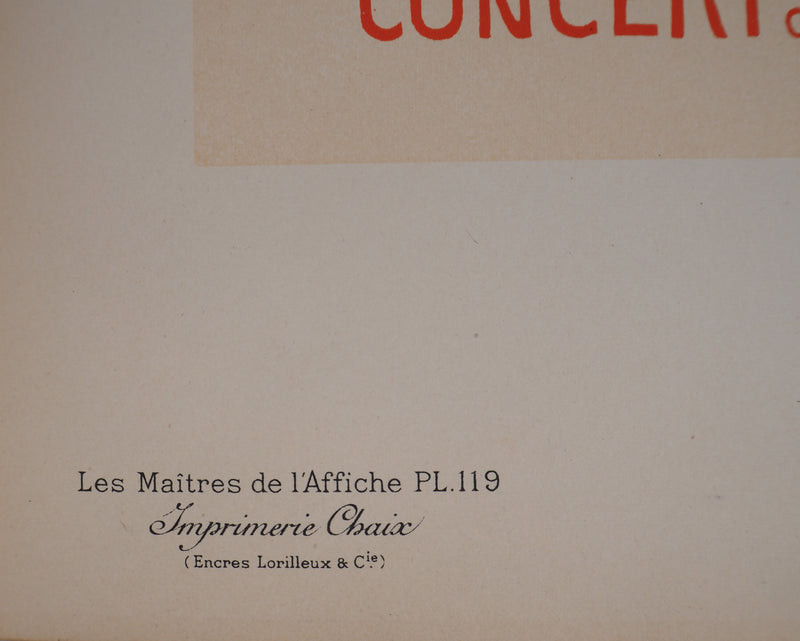 CONCERT
Les Maîtres de l'Affiche PL.119
Imprimerie Chaix
(Encres Lorilleux & Cie)